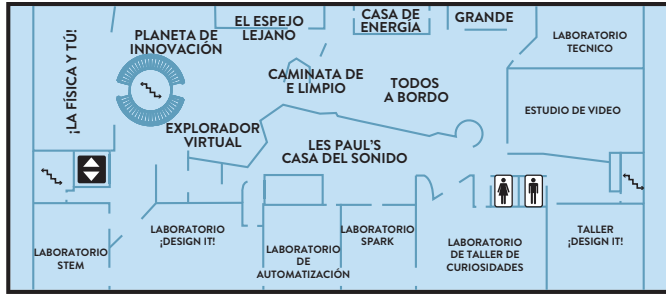 ¡LA FÍSICA Y TÚ!
PLANETA DE
INNOVACIÓN
EL ESPEJO
LEJANO
CASA DE
ENERGÍA
GRANDE
LABORATORIO
TECNICO
CAMINATA DE
E LIMPIO
TODOS
A BORDO
ESTUDIO DE VIDEO
EXPLORADOR
VIRTUAL
LES PAUL'S
CASA DEL SONIDO
LABORATORIO
STEM
LABORATORIO
¡DESIGN IT!
LABORATORIO
DE
AUTOMATIZACIÓN
LABORATORIO
SPARK
LABORATORIO
DE TALLER DE
CURIOSIDADES
TALLER
¡DESIGN IT!